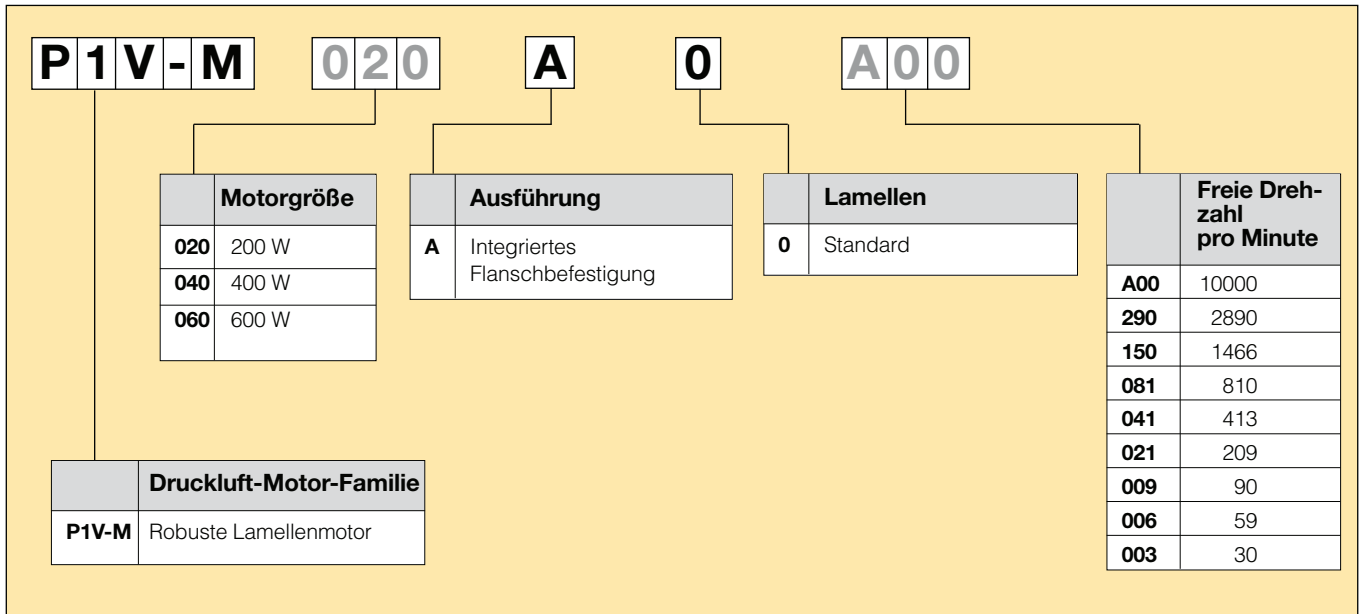 P1V-M 020 A 0 A00
Motorgröße
020 200 W
040 400 W
060 600 W
Ausführung
A Integriertes
Flanschbefestigung
Lamellen
0 Standard
Freie Dreh-
zahl
pro Minute
A00 10000
290 2890
150 1466
081 810
041 413
021 209
009 90
006 59
003 30
Druckluft-Motor-Familie
P1V-M Robuste Lamellenmotor